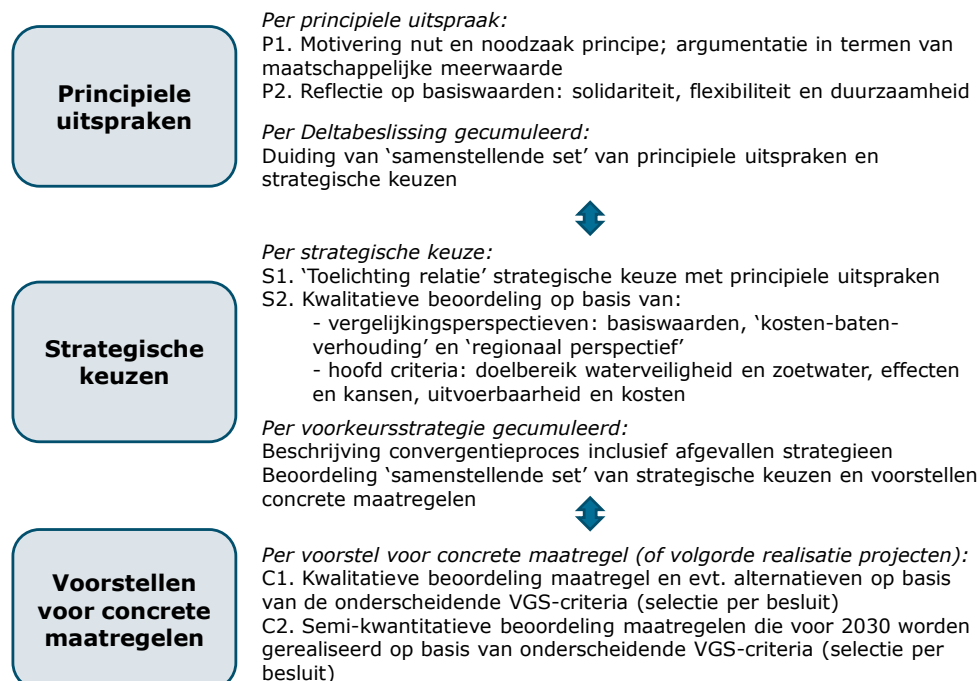 Principiele
uitspraken
Per principiele uitspraak:
P1. Motivering nut en noodzaak principe; argumentatie in termen van
maatschappelijke meerwaarde
P2. Reflectie op basiswaarden: solidariteit, flexibiliteit en duurzaamheid
Per Deltabeslissing gecumuleerd:
Duiding van ‘samenstellende set’ van principiele uitspraken en
strategische keuzen
Strategische
keuzen
Per strategische keuze:
S1. ‘Toelichting relatie’ strategische keuze met principiele uitspraken
S2. Kwalitatieve beoordeling op basis van:
- vergelijkingsperspectieven: basiswaarden, ‘kosten-baten-
verhouding’ en ‘regionaal perspectief’
- hoofd criteria: doelbereik waterveiligheid en zoetwater, effecten
en kansen, uitvoerbaarheid en kosten
Per voorkeursstrategie gecumuleerd:
Beschrijving convergentieproces inclusief afgevallen strategieen
Beoordeling ‘samenstellende set’ van strategische keuzen en voorstellen
concrete maatregelen
Voorstellen
voor concrete
maatregelen
Per voorstel voor concrete maatregel (of volgorde realisatie projecten):
C1. Kwalitatieve beoordeling maatregel en evt. alternatieven op basis
van de onderscheidende VGS-criteria (selectie per besluit)
C2. Semi-kwantitatieve beoordeling maatregelen die voor 2030 worden
gerealiseerd op basis van onderscheidende VGS-criteria (selectie per
besluit)